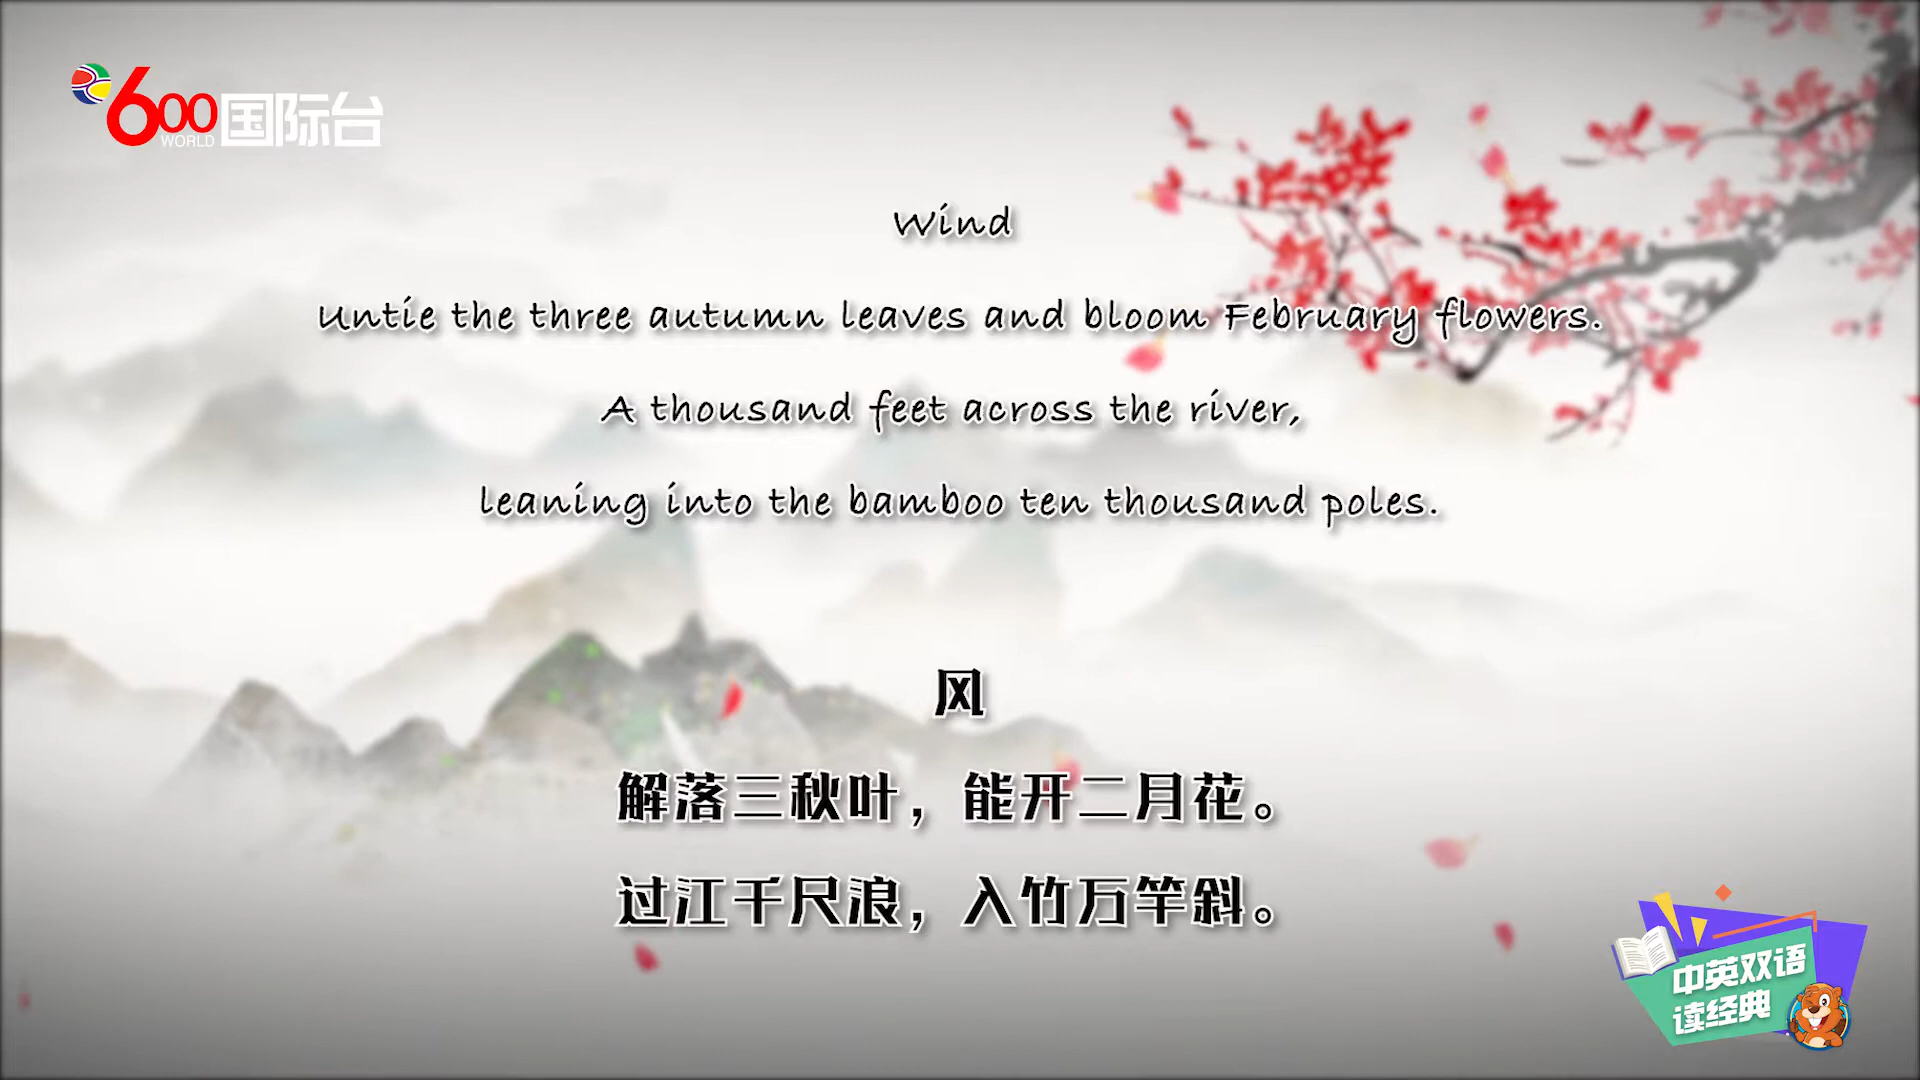 600国际台
WORLD
Wind
Untie the three autumn leaves and bloom February flowers.
A thousand feet across the river,
leaning into the bamboo ten thousand poles.
风
解落三秋叶，能开二月花。
过江千尺浪，入竹万竿斜。
中英双语
读经典